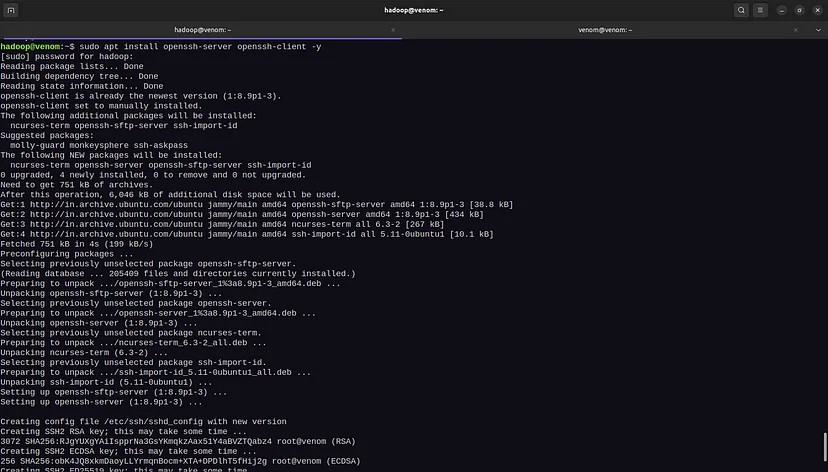 hadoop@venom: ~
hadoop@venom: ~
venom@venom: ~
hadoop@venom:~$ sudo apt install openssh-server openssh-client -y
[sudo] password for hadoop:
Reading package lists... Done
Building dependency tree... Done
Reading state information... Done
openssh-client is already the newest version (1:8.9p1-3).
openssh-client set to manually installed.
The following additional packages will be installed:
  ncurses-term openssh-sftp-server ssh-import-id
Suggested packages:
  molly-guard monkeysphere ssh-askpass
The following NEW packages will be installed:
  ncurses-term openssh-server openssh-sftp-server ssh-import-id
0 upgraded, 4 newly installed, 0 to remove and 0 not upgraded.
Need to get 751 kB of archives.
After this operation, 6,046 kB of additional disk space will be used.
Get:1 http://in.archive.ubuntu.com/ubuntu jammy/main amd64 openssh-sftp-server amd64 1:8.9p1-3 [38.8 kB]
Get:2 http://in.archive.ubuntu.com/ubuntu jammy/main amd64 openssh-server amd64 1:8.9p1-3 [434 kB]
Get:3 http://in.archive.ubuntu.com/ubuntu jammy/main amd64 ncurses-term all 6.3-2 [267 kB]
Get:4 http://in.archive.ubuntu.com/ubuntu jammy/main amd64 ssh-import-id all 5.11-0ubuntu1 [10.1 kB]
Fetched 751 kB in 4s (199 kB/s)
Preconfiguring packages ...
Selecting previously unselected package openssh-sftp-server.
(Reading database ... 205409 files and directories currently installed.)
Preparing to unpack .../openssh-sftp-server_1%3a8.9p1-3_amd64.deb ...
Unpacking openssh-sftp-server (1:8.9p1-3) ...
Selecting previously unselected package openssh-server.
Preparing to unpack .../openssh-server_1%3a8.9p1-3_amd64.deb ...
Unpacking openssh-server (1:8.9p1-3) ...
Selecting previously unselected package ncurses-term.
Preparing to unpack .../ncurses-term_6.3-2_all.deb ...
Unpacking ncurses-term (6.3-2) ...
Selecting previously unselected package ssh-import-id.
Preparing to unpack .../ssh-import-id_5.11-0ubuntu1_all.deb ...
Unpacking ssh-import-id (5.11-0ubuntu1) ...
Setting up openssh-sftp-server (1:8.9p1-3) ...
Setting up openssh-server (1:8.9p1-3) ...
Creating config file /etc/ssh/sshd_config with new version
Creating SSH2 RSA key; this may take some time ...
3072 SHA256:RJgYUXgYAiIspprNa3GsYKmqkzAax51Y4aBVZTQabz4 root@venom (RSA)
Creating SSH2 ECDSA key; this may take some time ...
256 SHA256:obK4JQ8xkmDaoyLLYrmqnBocm+XTA+DPDlhT5fHij2g root@venom (ECDSA)
Creating SSH2 ED25519 key; this may take some time ...